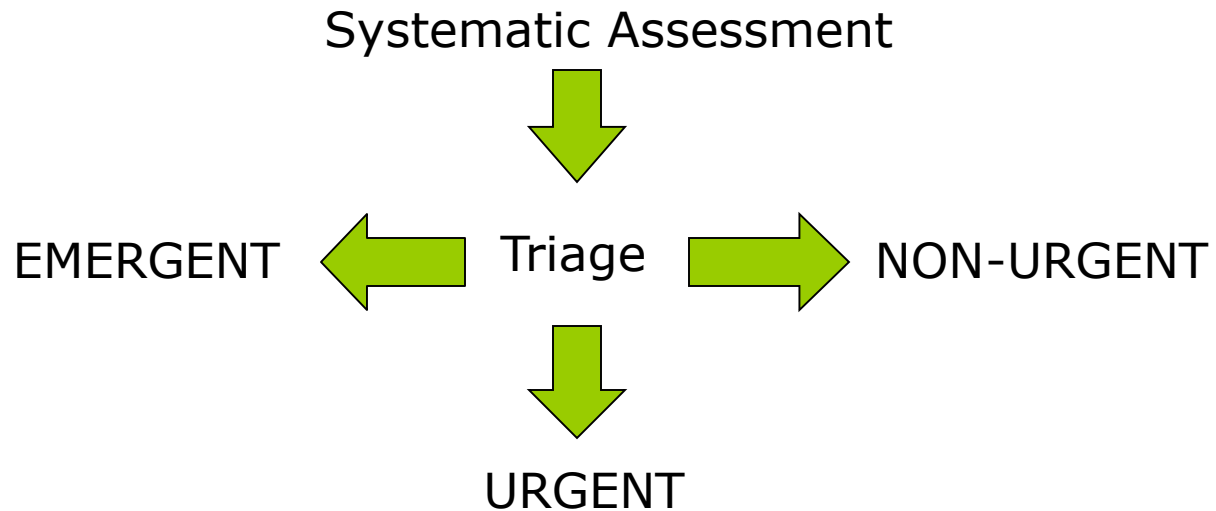 Systematic Assessment
EMERGENT
Triage
NON-URGENT
URGENT